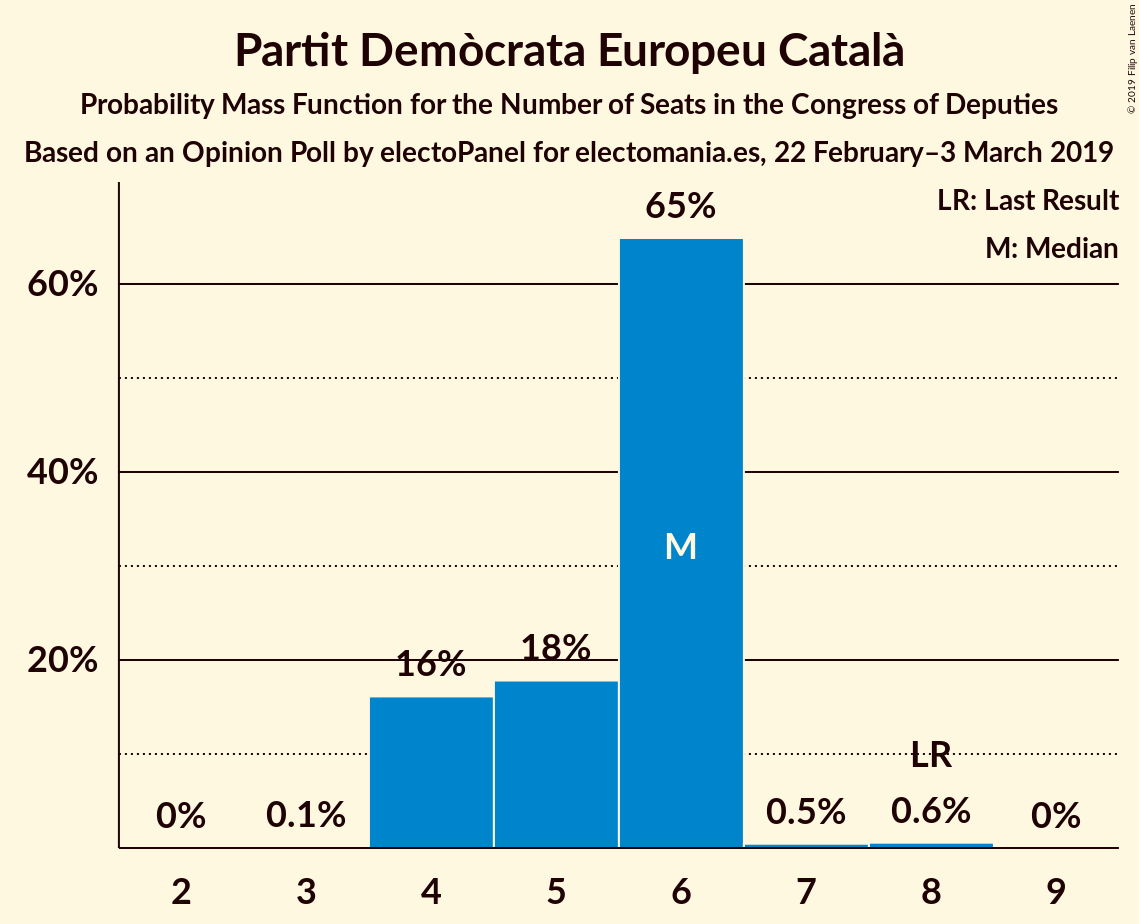 Partit Demòcrata Europeu Català
Probability Mass Function for the Number of Seats in the Congress of Deputies
Based on an Opinion Poll by electoPanel for electomania.es, 22 February–3 March 2019
© 2019 Filip van Laenen
LR: Last Result
M: Median
60%
40%
20%
0%
0.1%
16%
18%
65%
M
0.5%
LR
0.6%
0%
2 3 4 5 6 7 8 9